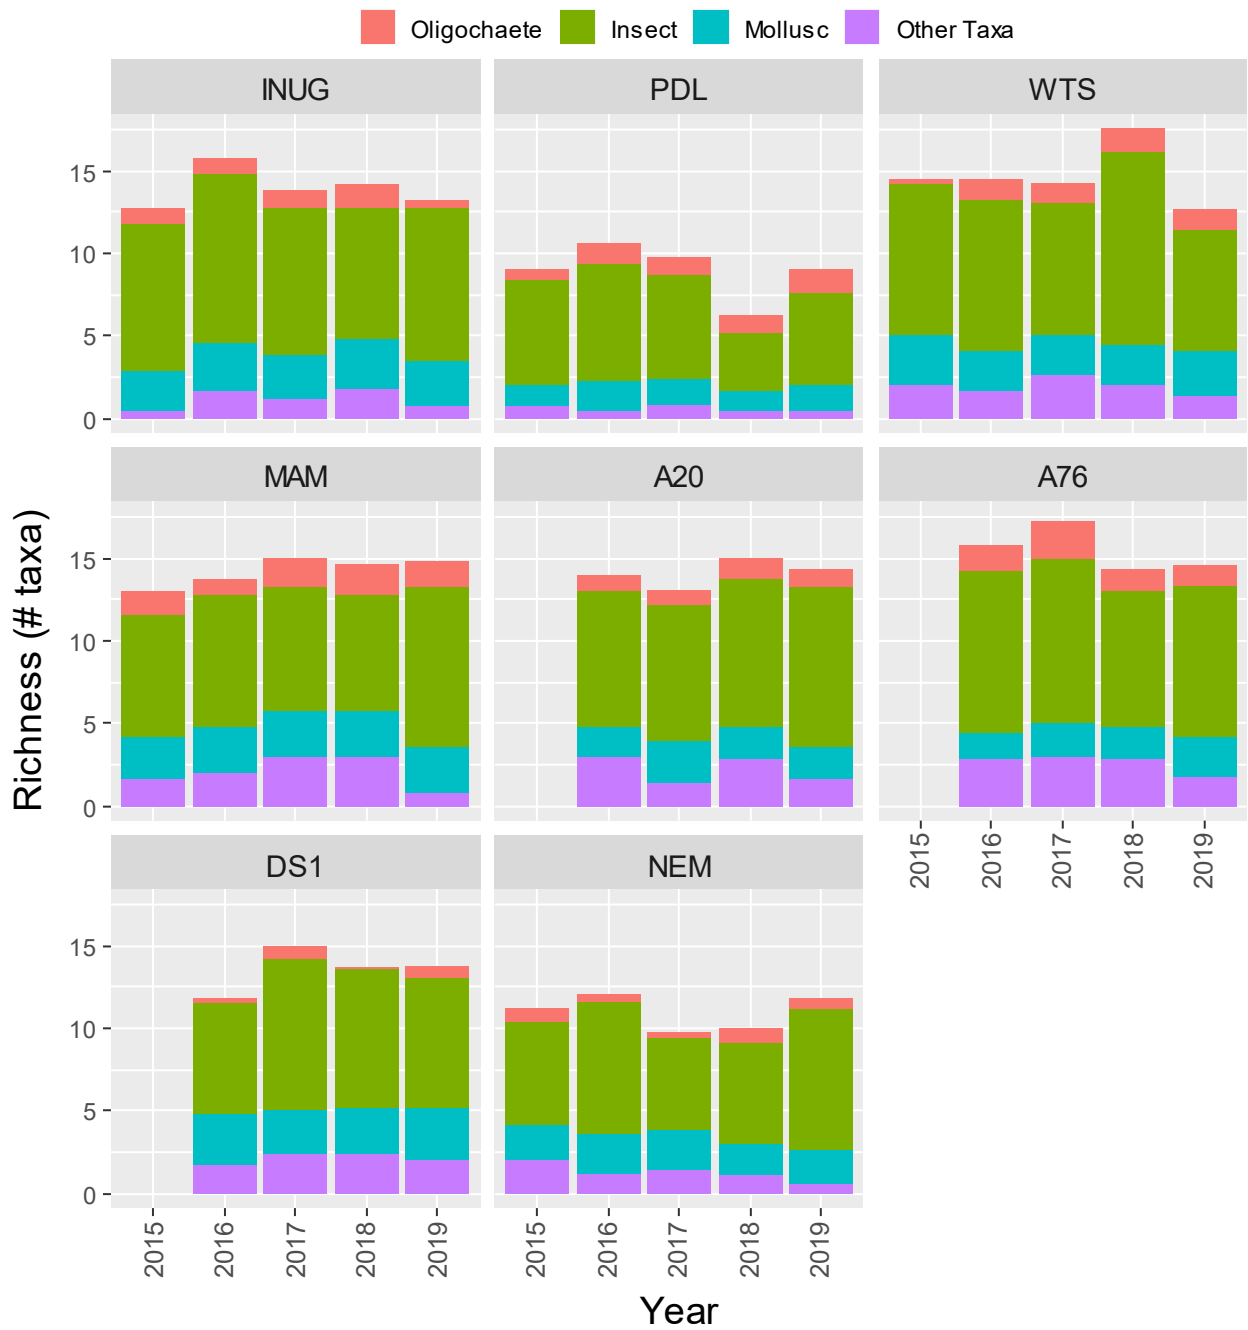 Oligochaete Insect Mollusc Other Taxa
INUG PDL WTS
15
10
5
0
MAM A20 A76
15
10
5
0
2015 2016 2017 2018 2019
DS1 NEM
15
10
5
0
2015 2016 2017 2018 2019 2015 2016 2017 2018 2019
Year
Richness (# taxa)